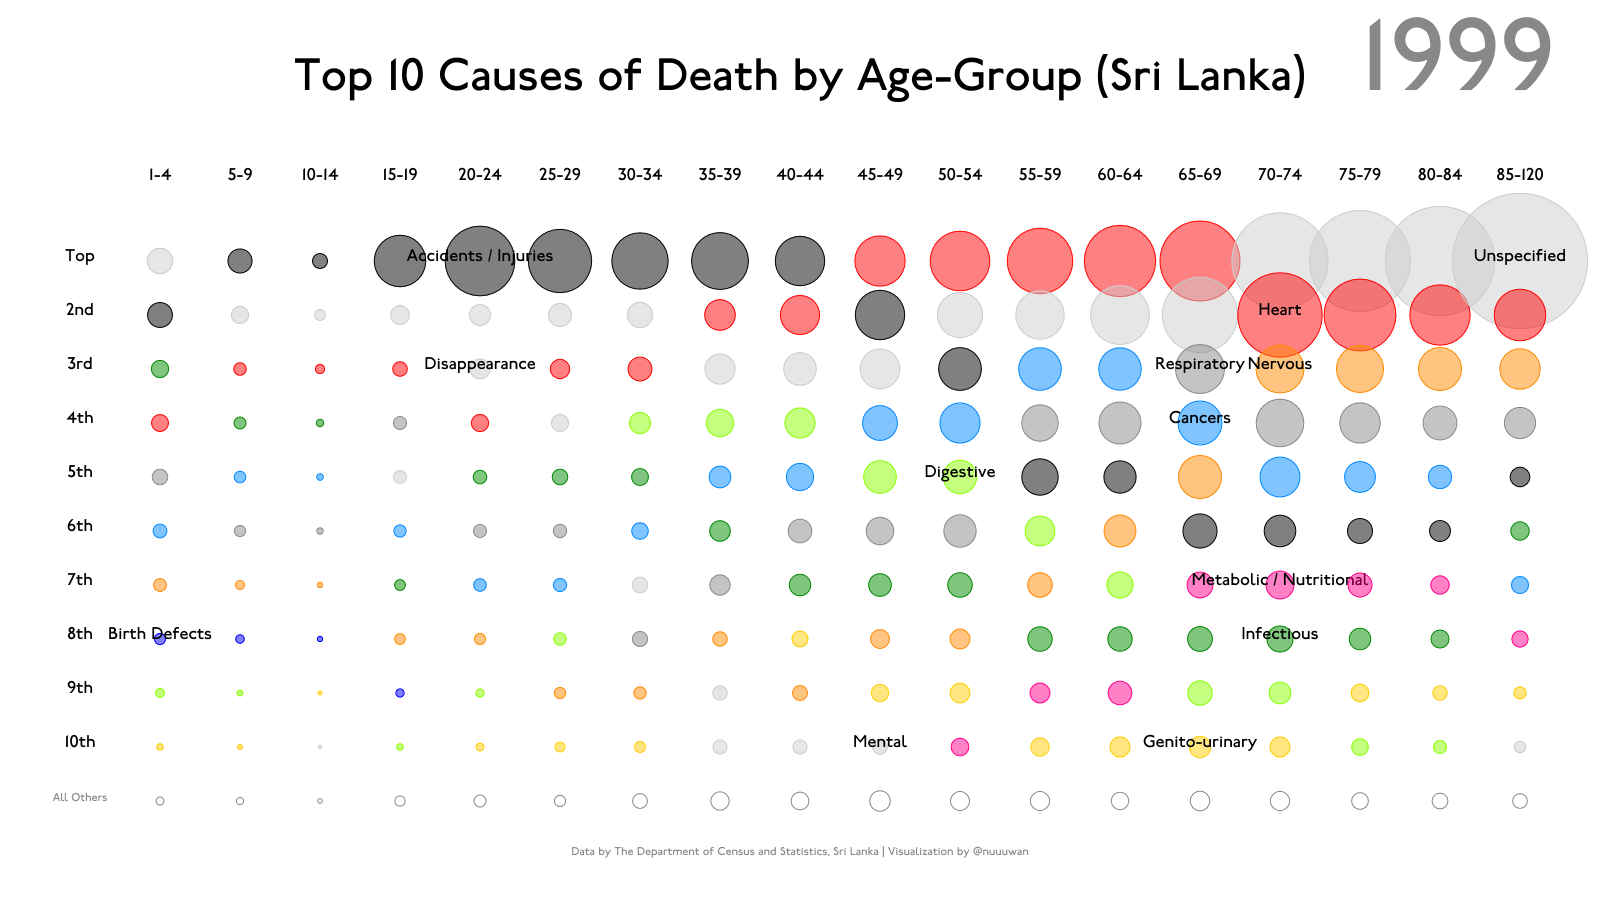 1999
Top 10 Causes of Death by Age-Group (Sri Lanka)
1-4 5-9 10-14 15-19 20-24 25-29 30-34 35-39 40-44 45-49 50-54 55-59 60-64 65-69 70-74 75-79 80-84 85-120
Top Accidents / Injuries Unspecified
2nd Heart
3rd Disappearance Respiratory Nervous
4th Cancers
5th Digestive
6th
7th Metabolic / Nutritional
8th Birth Defects Infectious
9th
10th Mental Genito-urinary
All Others
Data by The Department of Census and Statistics, Sri Lanka | Visualization by @nuuuwan